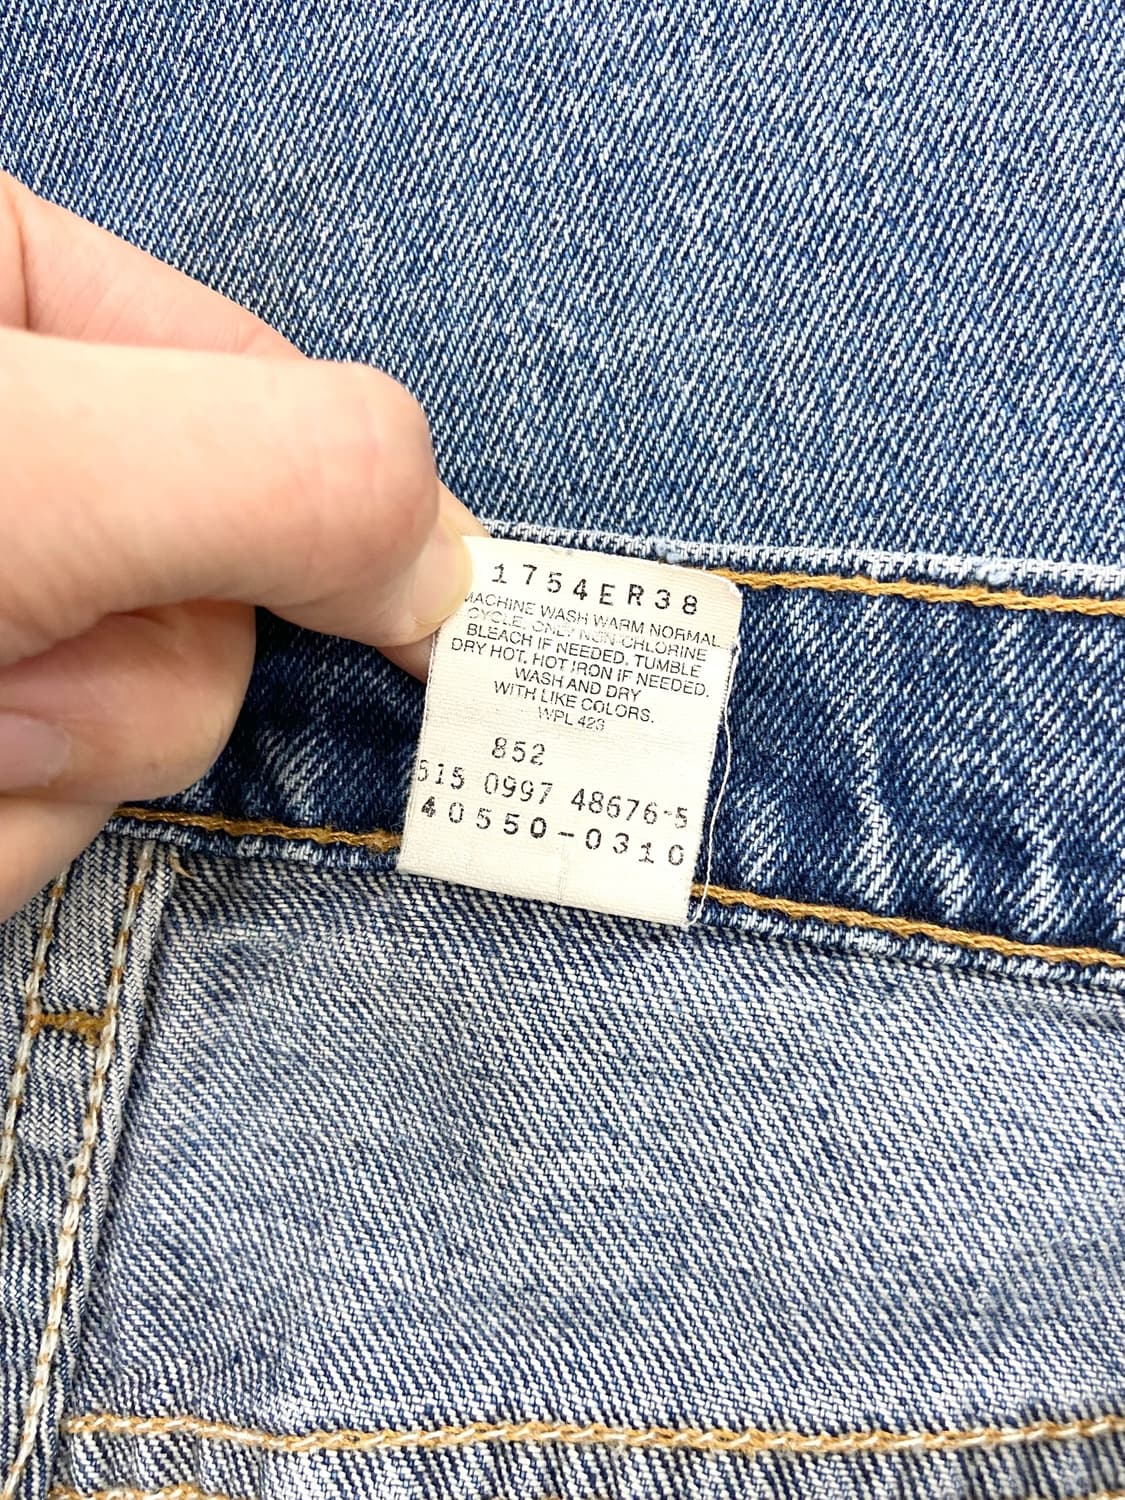 1754ER38
MACHINE WASH WARM NORMAL
CYCLE, ONLY NON-CHLORINE
BLEACH IF NEEDED. TUMBLE
DRY HOT. HOT IRON IF NEEDED.
WASH AND DRY
WITH LIKE COLORS.
WPL 423
852
515 0997 48676-5
40550-0310